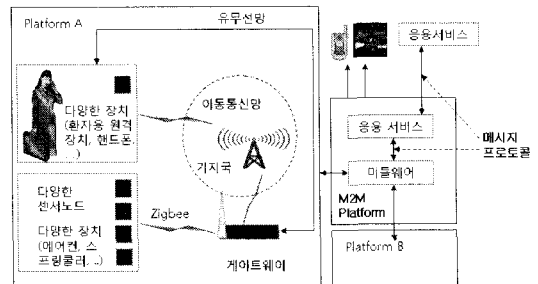 Platform A
유무선망
다양한 장치
(환자용 원격
장치, 핸드폰,
...)
이동통신망
기지국
다양한
센서노드
다양한 장치
(에어컨, 스
프링쿨러, ..)
Zigbee
게이트웨이
응용서비스
응용 서비스
미들웨어
M2M
Platform
메시지
프로토콜
Platform B